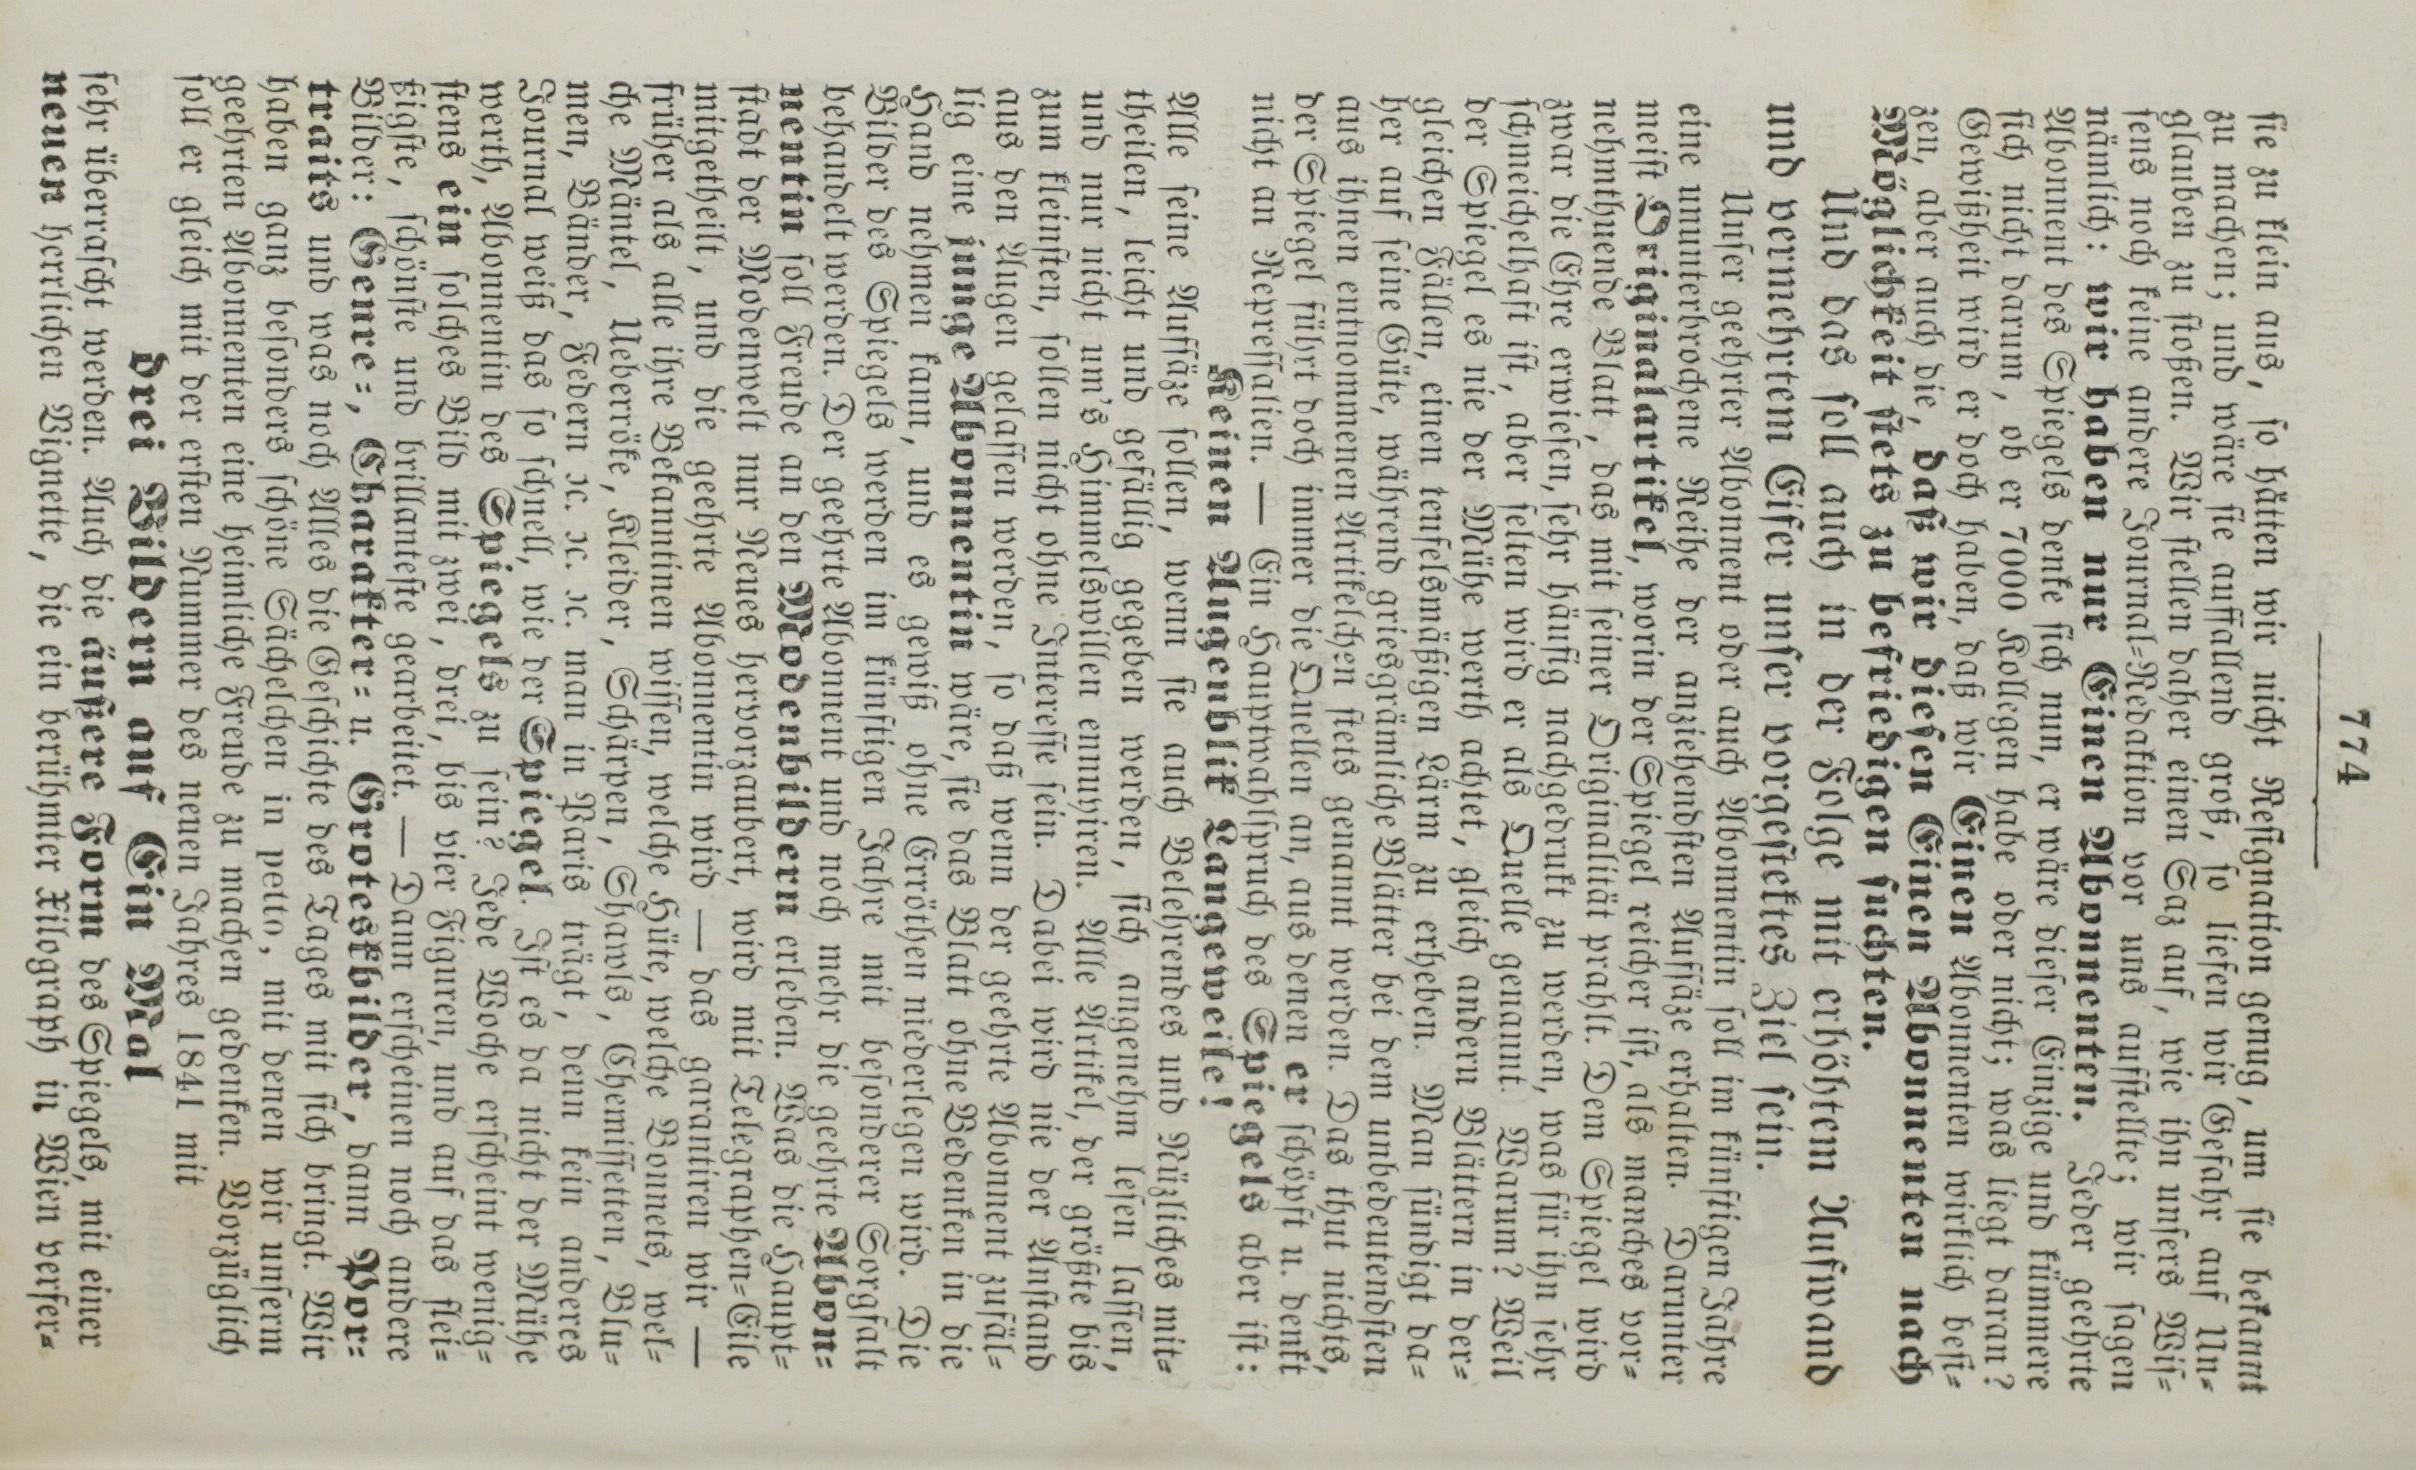 774
sie zu klein aus, so hätten wir nicht Resignation genug, um sie bekannt
zu machen; und wäre sie auffallend groß, so liefen wir Gefahr auf Un=
glauben zu stoßen. Wir stellen daher einen Saz auf, wie ihn unsers Wis=
sens noch keine andere Journal=Redaktion vor uns aufstellte; wir sagen
nämlich: wir haben nur Einen Abonnenten. Jeder geehrte
Abonnent des Spiegels denke sich nun, er wäre dieser Einzige und kümmere
sich nicht darum, ob er 7000 Kollegen habe oder nicht; was liegt daran?
Gewißheit wird er doch haben, daß wir Einen Abonnenten wirklich besi=
zen, aber auch die, daß wir diesen Einen Abonnenten nach
Möglichkeit stets zu befriedigen suchten.
Und das soll auch in der Folge mit erhöhtem Aufwand
und vermehrtem Eifer unser vorgestektes Ziel sein.
Unser geehrter Abonnent oder auch Abonnentin soll im künftigen Jahre
eine ununterbrochene Reihe der anziehendsten Aufsäze erhalten. Darunter
meist Originalartikel, worin der Spiegel reicher ist, als manches vor=
nehmthuende Blatt, das mit seiner Originalität prahlt. Dem Spiegel wird
zwar die Ehre erwiesen, sehr häufig nachgedrukt zu werden, was für ihn sehr
schmeichelhaft ist, aber selten wird er als Quelle genannt. Warum? Weil
der Spiegel es nie der Mühe werth achtet, gleich andern Blättern in der=
gleichen Fällen, einen teufelsmäßigen Lärm zu erheben. Man sündigt da=
her auf seine Güte, während griesgrämliche Blätter bei dem unbedeutendsten
aus ihnen entnommenen Artikelchen stets genannt werden. Das thut nichts,
der Spiegel führt doch immer die Quellen an, aus denen er schöpft u. denkt
nicht an Repressalien. — Ein Hauptwahlspruch des Spiegels aber ist:
Keinen Augenblik Langeweile!
Alle seine Aufsäze sollen, wenn sie auch Belehrendes und Nüzliches mit=
theilen, leicht und gefällig gegeben werden, sich angenehm lesen lassen,
und nur nicht um's Himmelswillen ennuyiren. Alle Artikel, der größte bis
zum kleinsten, sollen nicht ohne Interesse sein. Dabei wird nie der Anstand
aus den Augen gelassen werden, so daß wenn der geehrte Abonnent zufäl=
lig eine junge Abonnentin wäre, sie das Blatt ohne Bedenken in die
Hand nehmen kann, und es gewiß ohne Erröthen niederlegen wird. Die
Bilder des Spiegels werden im künftigen Jahre mit besonderer Sorgfalt
behandelt werden. Der geehrte Abonnent und noch mehr die geehrte Abon=
nentin soll Freude an den Modenbildern erleben. Was die Haupt=
stadt der Modenwelt nur Neues hervorzaubert, wird mit Telegraphen=Eile
mitgetheilt, und die geehrte Abonnentin wird — das garantiren wir —
früher als alle ihre Bekanntinen wissen, welche Hüte, welche Bonnets, wel=
che Mäntel, Ueberröke, Kleider, Schärpen, Shawls, Chemissetten, Blu=
men, Bänder, Federn ɔc. ɔc. ɔc. man in Paris trägt, denn kein anderes
Journal weiß das so schnell, wie der Spiegel. Ist es da nicht der Mühe
werth, Abonnentin des Spiegels zu sein? Jede Woche erscheint wenig=
stens ein solches Bild mit zwei, drei, bis vier Figuren, und auf das flei=
ßigste, schönste und brillanteste gearbeitet. — Dann erscheinen noch andere
Bilder: Genre=, Charakter= u. Groteskbilder, dann Por=
traits und was noch Alles die Geschichte des Tages mit sich bringt. Wir
haben ganz besonders schöne Sächelchen in petto, mit denen wir unserm
geehrten Abonnenten eine heimliche Freude zu machen gedenken. Vorzüglich
soll er gleich mit der ersten Nummer des neuen Jahres 1841 mit
drei Bildern auf Ein Mal
sehr überrascht werden. Auch die äußere Form des Spiegels, mit einer
neuen herrlichen Vignette, die ein berühmter Xilograph in Wien verfer=